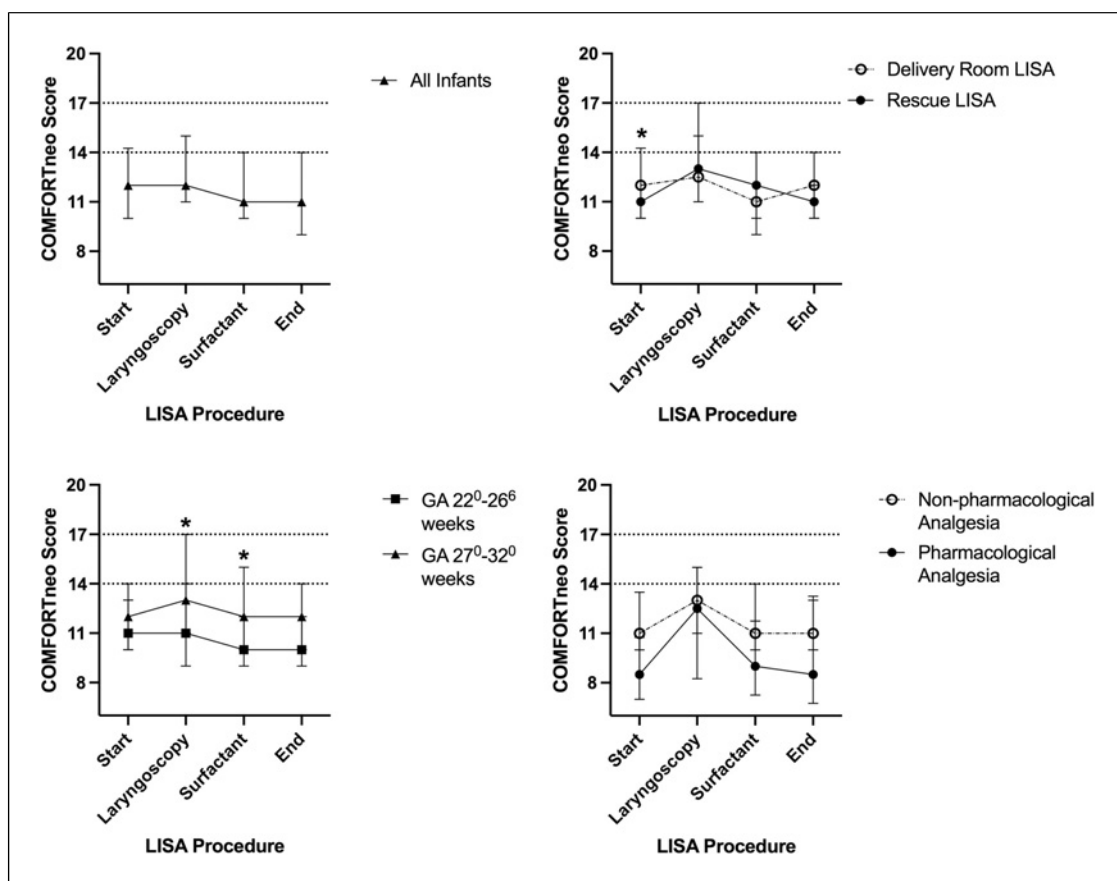 20
17
14
11
8
COMFORTneo Score
Start
Laryngoscopy
Surfactant
End
LISA Procedure
All Infants
20
17
14
11
8
COMFORTneo Score
*
Start
Laryngoscopy
Surfactant
End
LISA Procedure
Delivery Room LISA
Rescue LISA
20
17
14
11
8
COMFORTneo Score
*
*
Start
Laryngoscopy
Surfactant
End
LISA Procedure
GA 22⁰-26⁶
weeks
GA 27⁰-32⁰
weeks
20
17
14
11
8
COMFORTneo Score
Start
Laryngoscopy
Surfactant
End
LISA Procedure
Non-pharmacological
Analgesia
Pharmacological
Analgesia